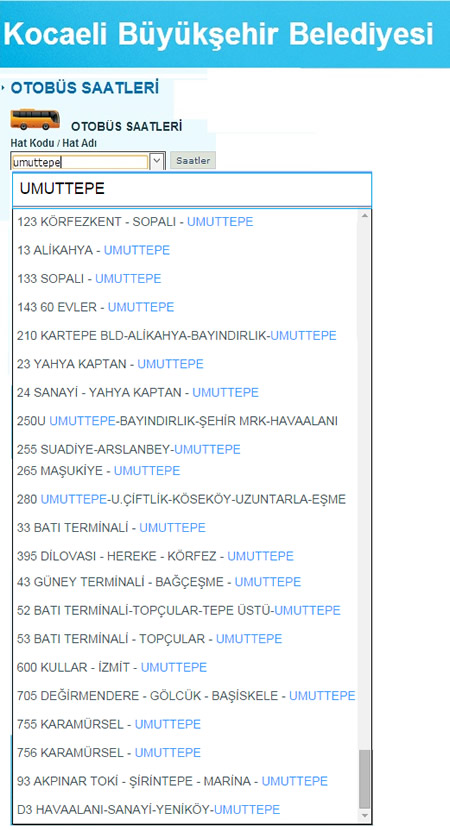 Kocaeli Büyükşehir Belediyesi
OTOBÜS SAATLERİ
OTOBÜS SAATLERİ
Hat Kodu / Hat Adı
umuttepe Saatler
UMUTTEPE
123 KÖRFEZKENT - SOPALI - UMUTTEPE
13 ALİKAHYA - UMUTTEPE
133 SOPALI - UMUTTEPE
143 60 EVLER - UMUTTEPE
210 KARTEPE BLD-ALİKAHYA-BAYINDIRLIK-UMUTTEPE
23 YAHYA KAPTAN - UMUTTEPE
24 SANAYİ - YAHYA KAPTAN - UMUTTEPE
250U UMUTTEPE-BAYINDIRLIK-ŞEHİR MRK-HAVAALANI
255 SUADİYE-ARSLANBEY-UMUTTEPE
265 MAŞUKİYE - UMUTTEPE
280 UMUTTEPE-U.ÇİFTLİK-KÖSEKÖY-UZUNTARLA-EŞME
33 BATI TERMİNALİ - UMUTTEPE
395 DİLOVASI - HEREKE - KÖRFEZ - UMUTTEPE
43 GÜNEY TERMİNALİ - BAĞÇEŞME - UMUTTEPE
52 BATI TERMİNALİ-TOPÇULAR-TEPE ÜSTÜ-UMUTTEPE
53 BATI TERMİNALİ - TOPÇULAR - UMUTTEPE
600 KULLAR - İZMİT - UMUTTEPE
705 DEĞİRMENDERE - GÖLCÜK - BAŞİSKELE - UMUTTEPE
755 KARAMÜRSEL - UMUTTEPE
756 KARAMÜRSEL - UMUTTEPE
93 AKPINAR TOKİ - ŞİRİNTEPE - MARİNA - UMUTTEPE
D3 HAVAALANI-SANAYİ-YENİKÖY-UMUTTEPE